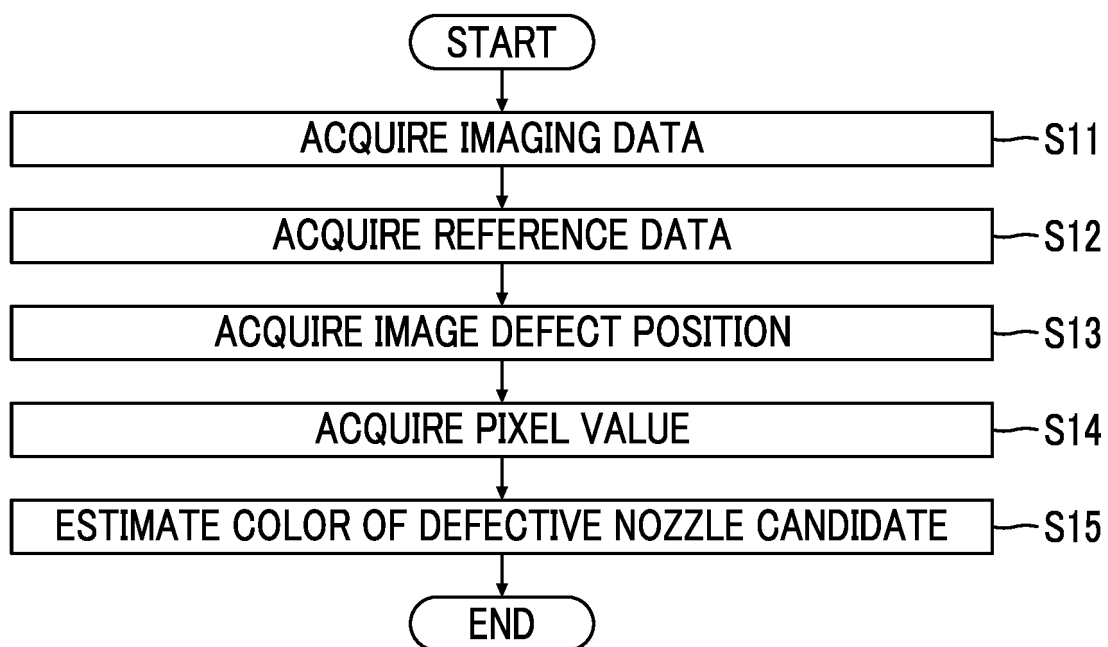 START
ACQUIRE IMAGING DATA
S11
ACQUIRE REFERENCE DATA
S12
ACQUIRE IMAGE DEFECT POSITION
S13
ACQUIRE PIXEL VALUE
S14
ESTIMATE COLOR OF DEFECTIVE NOZZLE CANDIDATE
S15
END